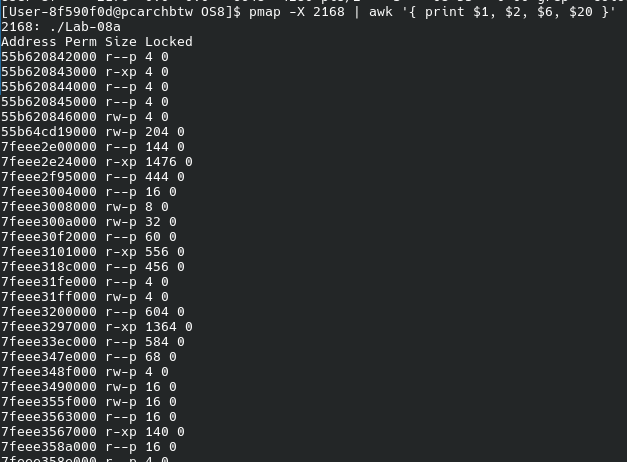 [User-8f590f0d@pcarchbtw OS8]$ pmap -X 2168 | awk '{ print $1, $2, $6, $20 }'
2168: ./Lab-08a
Address Perm Size Locked
55b620842000 r--p 4 0
55b620843000 r-xp 4 0
55b620844000 r--p 4 0
55b620845000 r--p 4 0
55b620846000 rw-p 4 0
55b64cd19000 rw-p 204 0
7feee2e00000 r--p 144 0
7feee2e24000 r-xp 1476 0
7feee2f95000 r--p 444 0
7feee3004000 r--p 16 0
7feee3008000 rw-p 8 0
7feee300a000 rw-p 32 0
7feee30f2000 r--p 60 0
7feee3101000 r-xp 556 0
7feee318c000 r--p 456 0
7feee31fe000 r--p 4 0
7feee31ff000 rw-p 4 0
7feee3200000 r--p 604 0
7feee3297000 r-xp 1364 0
7feee33ec000 r--p 584 0
7feee347e000 r--p 68 0
7feee348f000 rw-p 4 0
7feee3490000 rw-p 16 0
7feee355f000 rw-p 16 0
7feee3563000 r--p 16 0
7feee3567000 r-xp 140 0
7feee358a000 r--p 16 0
7feee358e000 r--p 4 0